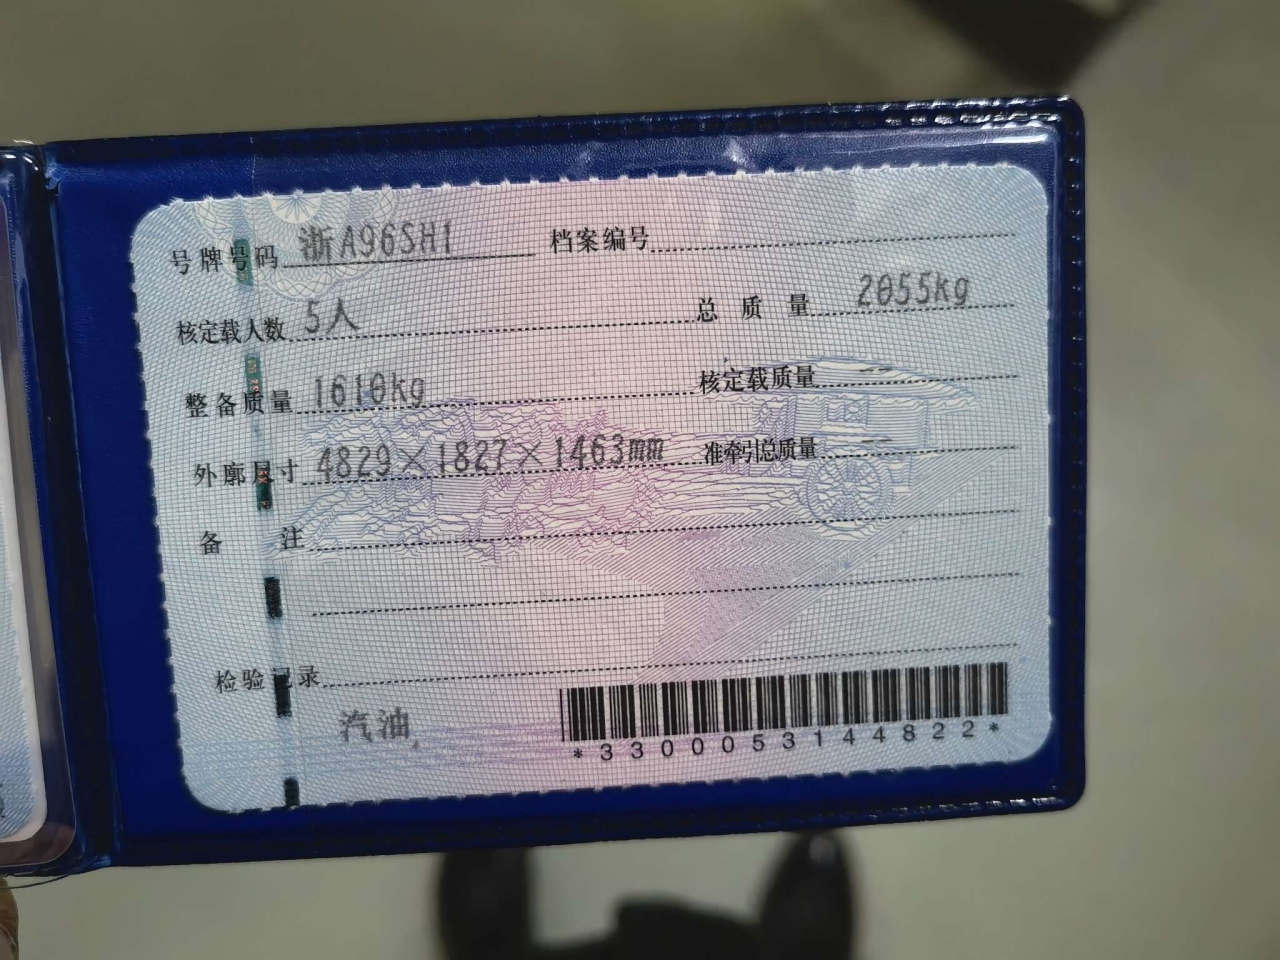 号牌号码 浙A96SH1 档案编号
核定载人数 5人 总质量 2055kg
整备质量 1610kg 核定载质量 --
外廓尺寸 4829×1827×1463mm 准牵引总质量 --
备注
检验记录
汽油
*3300053144822*